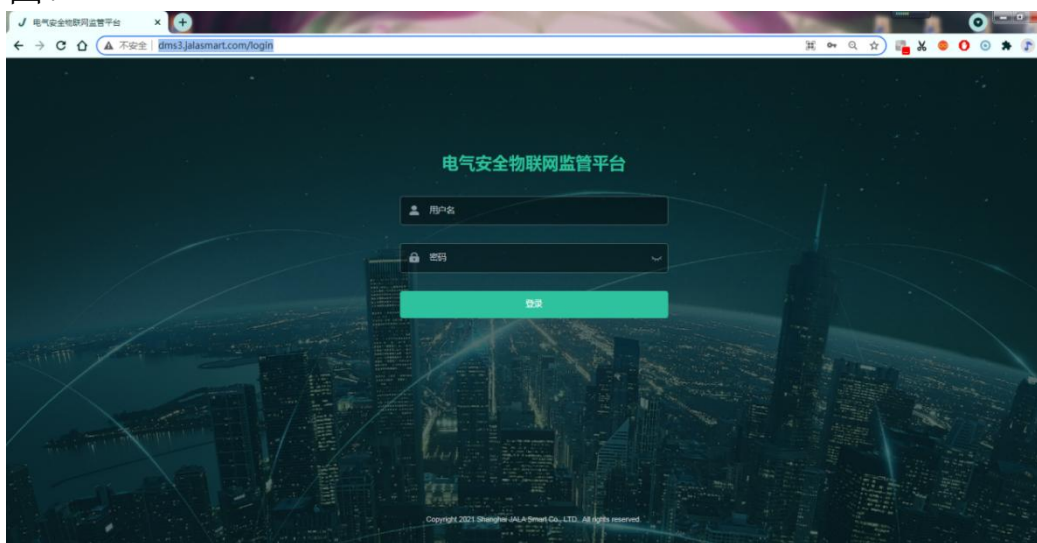 电气安全物联网监管平台
不安全 | dms3.jalasmart.com/login
电气安全物联网监管平台
用户名
密码
登录
Copyright 2021 Shanghai JALA Smart Co., LTD. All rights reserved.